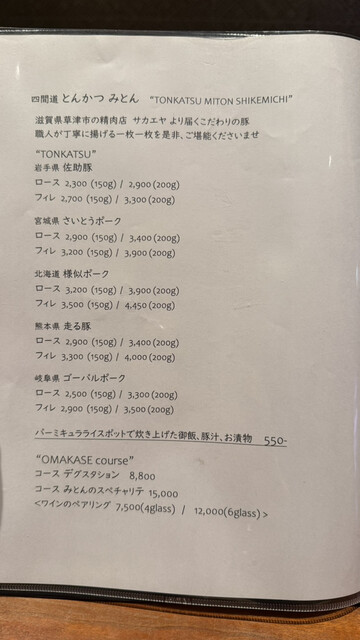 四間道 とんかつ みとん “TONKATSU MITON SHIKEMICHI”
滋賀県草津市の精肉店 サカエヤ より届くこだわりの豚
職人が丁寧に揚げる一枚一枚を是非、ご堪能くださいませ
“TONKATSU”
岩手県 佐助豚
ロース 2,300 (150g) / 2,900(200g)
フィレ 2,700 (150g) / 3,300(200g)
宮城県 さいとうポーク
ロース 2,900 (150g) / 3,400(200g)
フィレ 3,200 (150g) / 3,900(200g)
北海道 様似ポーク
ロース 3,200 (150g) / 3,900(200g)
フィレ 3,500 (150g) / 4,450(200g)
熊本県 走る豚
ロース 2,900 (150g) / 3,400(200g)
フィレ 3,300 (150g) / 4,000(200g)
岐阜県 ゴーバルポーク
ロース 2,500 (150g) / 3,300(200g)
フィレ 2,900 (150g) / 3,500(200g)
バーミキュラライスポットで炊き上げた御飯、豚汁、お漬物 550-
“OMAKASE course”
コース デグスタション 8,800
コース みとんのスペチャリテ 15,000
<ワインのペアリング 7,500(4glass) / 12,000(6glass)>